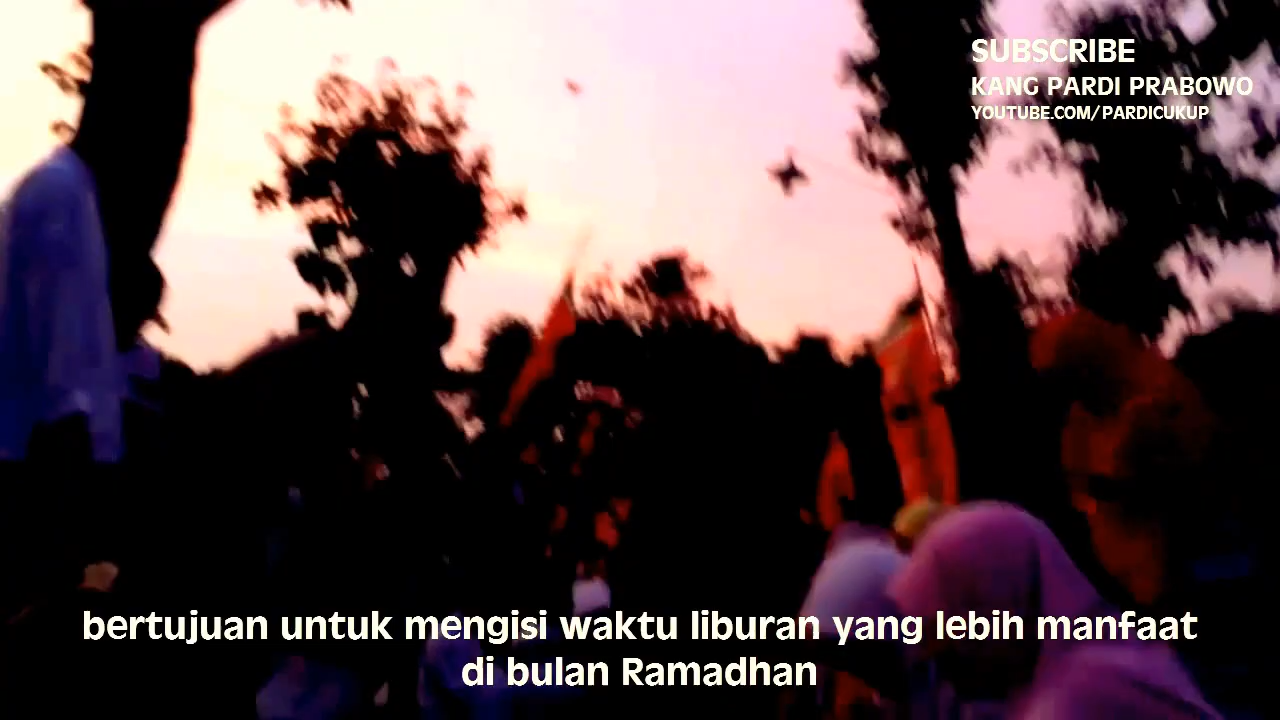 SUBSCRIBE
KANG PARDI PRABOWO
YOUTUBE.COM/PARDICUKUP
bertujuan untuk mengisi waktu liburan yang lebih manfaat
di bulan Ramadhan